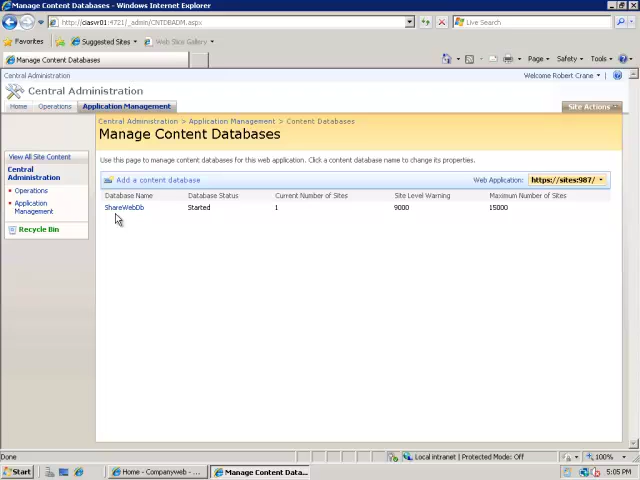 Manage Content Databases - Windows Internet Explorer
http://ciasvr01:4721/_admin/CNTDBADM.aspx
Live Search
Favorites
Suggested Sites
Web Slice Gallery
Manage Content Databases
Page
Safety
Tools
Central Administration
Welcome Robert Crane
Central Administration
Home
Operations
Application Management
Site Actions
Central Administration > Application Management > Content Databases
Manage Content Databases
View All Site Content
Central
Administration
Operations
Application
Management
Recycle Bin
Use this page to manage content databases for this web application. Click a content database name to change its properties.
Add a content database
Web Application: https://sites:987/
Database Name Database Status Current Number of Sites Site Level Warning Maximum Number of Sites
ShareWebDb Started 1 9000 15000
Done
Local intranet | Protected Mode: Off
100%
Start
Home - Companyweb - ...
Manage Content Data...
5:05 PM